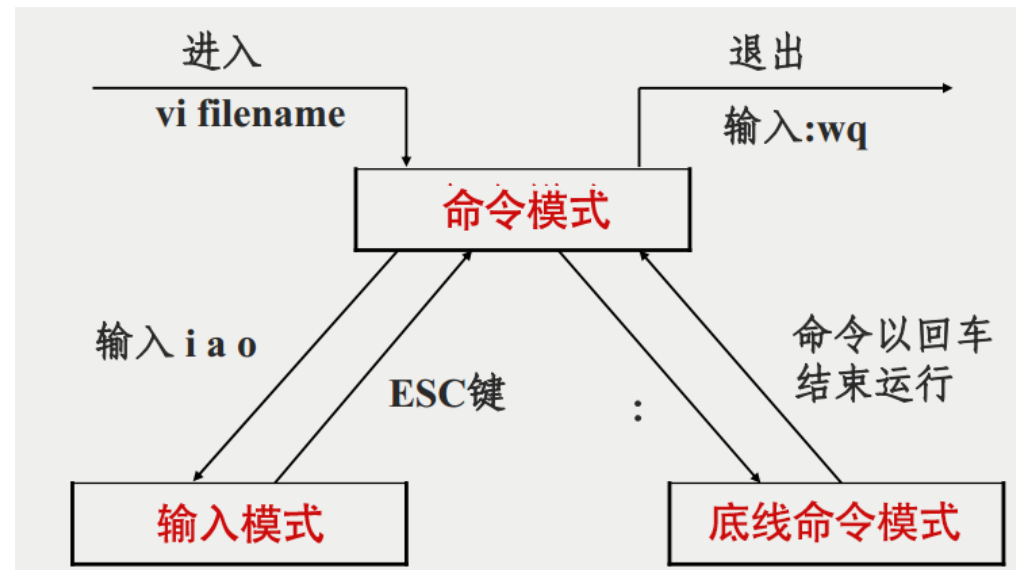 进入
vi filename
退出
输入:wq
命令模式
输入 i a o
ESC键
:
命令以回车
结束运行
输入模式
底线命令模式